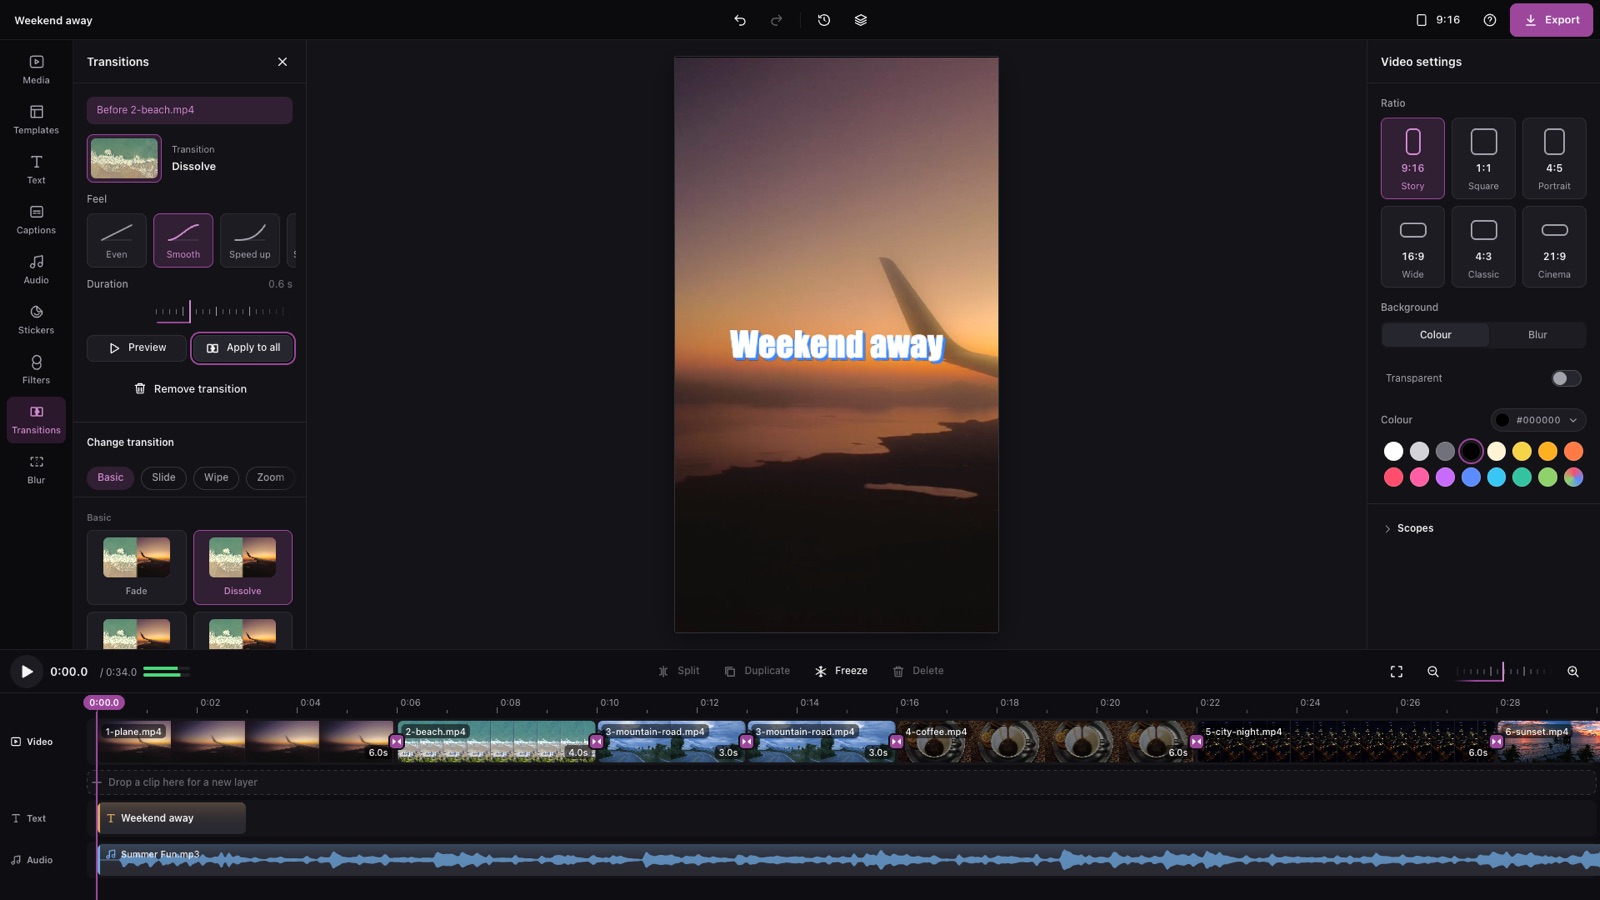 Weekend away
9:16
Export
Media
Templates
Text
Captions
Audio
Stickers
Filters
Transitions
Blur
Transitions
Before 2-beach.mp4
Transition
Dissolve
Feel
Even
Smooth
Speed up
Duration
0.6 s
Preview
Apply to all
Remove transition
Change transition
Basic
Slide
Wipe
Zoom
Basic
Fade
Dissolve
Weekend away
Video settings
Ratio
9:16
Story
1:1
Square
4:5
Portrait
16:9
Wide
4:3
Classic
21:9
Cinema
Background
Colour
Blur
Transparent
Colour
#000000
Scopes
0:00.0 / 0:34.0
Split
Duplicate
Freeze
Delete
0:00.0
0:02
0:04
0:06
0:08
0:10
0:12
0:14
0:16
0:18
0:20
0:22
0:24
0:26
0:28
Video
1-plane.mp4
6.0s
2-beach.mp4
4.0s
3-mountain-road.mp4
3.0s
3-mountain-road.mp4
3.0s
4-coffee.mp4
6.0s
5-city-night.mp4
6.0s
6-sunset.mp4
Drop a clip here for a new layer
Text
Weekend away
Audio
Summer Fun.mp3